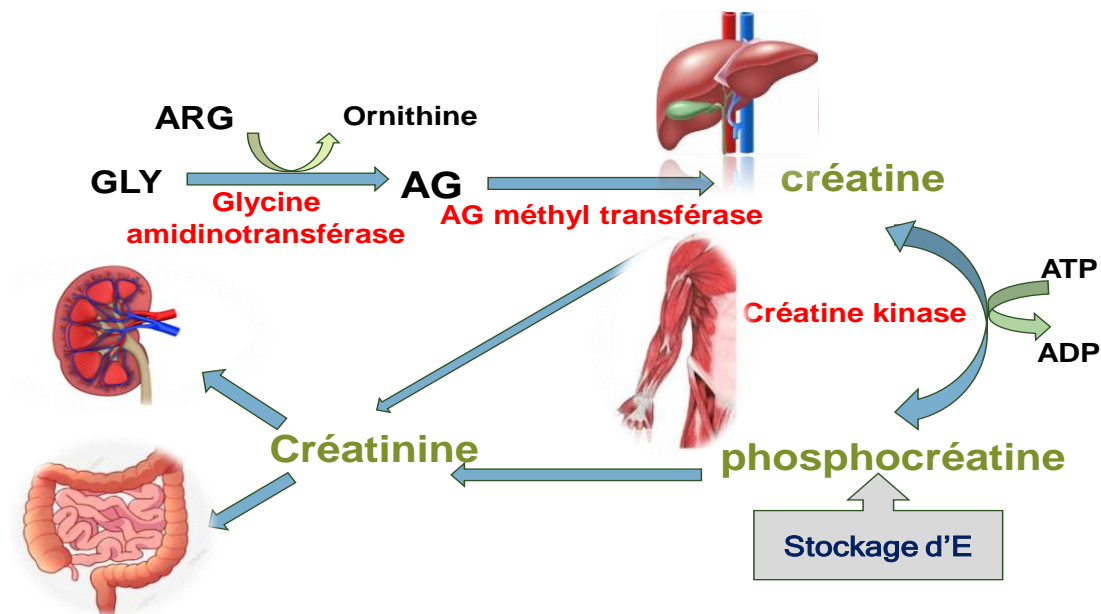 ARG
Ornithine
GLY
AG
créatine
Glycine
amidinotransférase
AG méthyl transférase
ATP
Créatine kinase
ADP
Créatinine
phosphocréatine
Stockage d'E